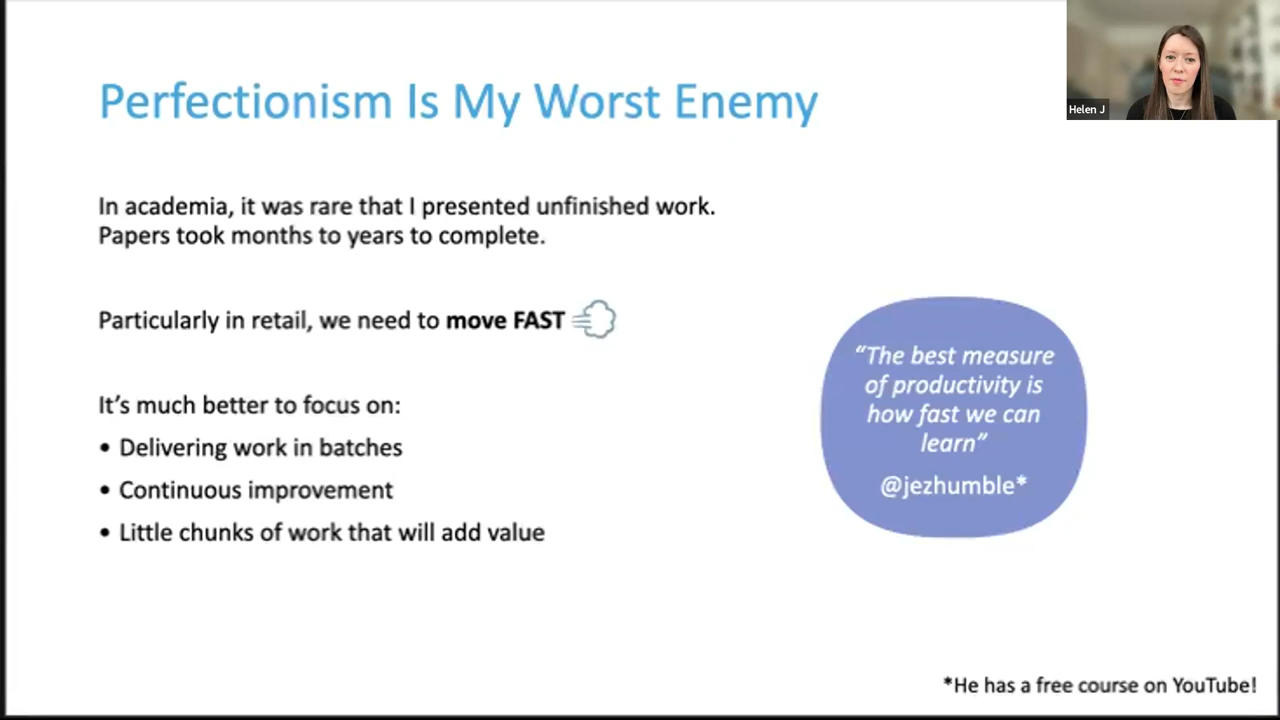 Perfectionism Is My Worst Enemy
Helen J
In academia, it was rare that I presented unfinished work.
Papers took months to years to complete.
Particularly in retail, we need to move FAST
It’s much better to focus on:
• Delivering work in batches
• Continuous improvement
• Little chunks of work that will add value
“The best measure
of productivity is
how fast we can
learn”
@jezhumble*
*He has a free course on YouTube!